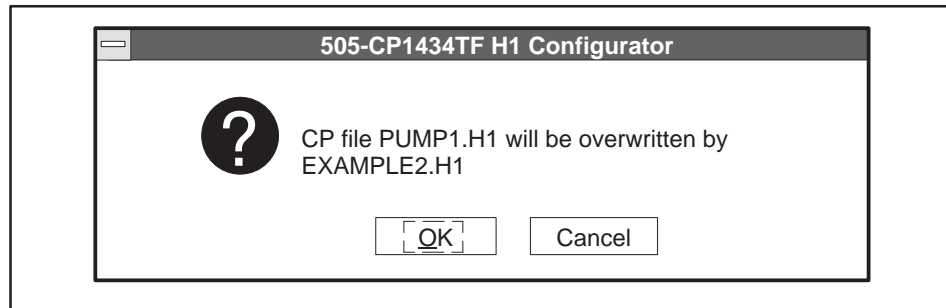 505-CP1434TF H1 Configurator
?
CP file PUMP1.H1 will be overwritten by
EXAMPLE2.H1
OK Cancel